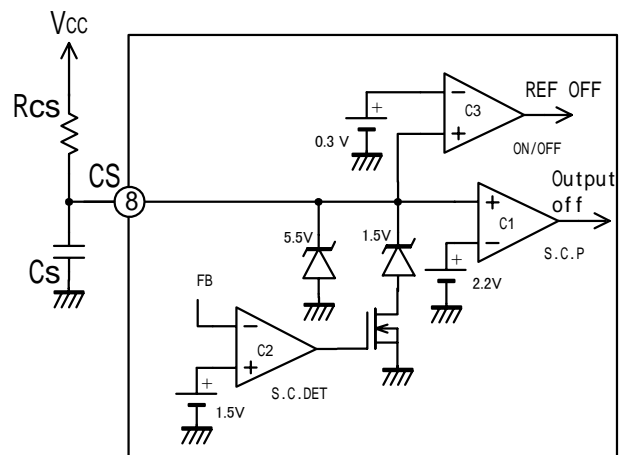 VCC
RCS
CS
8
CS
REF OFF
C3
ON/OFF
0.3 V
+
−
+
Output
off
C1
S.C.P
+
−
+
2.2V
5.5V
1.5V
FB
C2
−
+
S.C.DET
+
1.5V